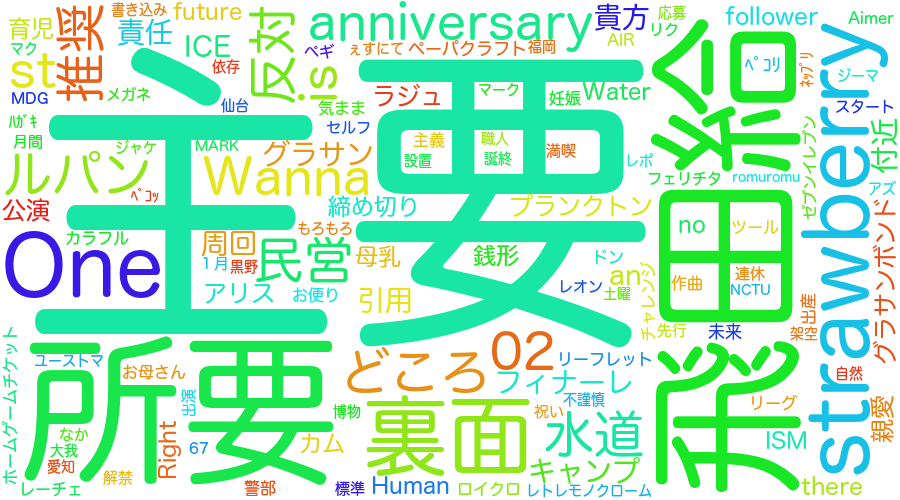 主要
所要
飛田給
strawberry
One
裏面
Wanna
anniversary
推奨
反対
is
st
ルパン
02
どころ
水道
民営
責任
育児
future
書き込み
ICE
依存
マク
MDG
メガネ
仙台
ﾊﾙｻﾞｷ
月間
ジャケ
MARK
ﾍﾟｺｯ
公演
カラフル
グラサン
周回
1月
黒野
もろもろ
アリス
お便り
ペギ
ぇすにて
ペーパクラフト
福岡
気まま
セルフ
ラジュ
マーク
妊娠
Water
主義
職人
設置
誕終
満喫
レポ
締め切り
プランクトン
母乳
銭形
引用
an
ドン
レオン
土曜
チャレンジ
先行
貴方
AIR
応募
リク
follower
Aimer
ﾍﾟｺﾘ
ﾈｯﾌﾟﾘ
ジーマ
スタート
付近
ゼブンイレブン
フェリチタ
romuromu
アズ
no
ツール
作曲
連休
NCTU
未来
出産
架空
グラサンボンド
自然
親愛
リーグ
ISM
there
リーフレット
フィナーレ
不謹慎
祝い
キャンプ
ロイクロ
レトレモノクローム
Human
標準
博物
カム
警部
67
出演
Right
解禁
お母さん
ユーストマ
なか
大我
愛知
レーチェ
ホームゲームチケット